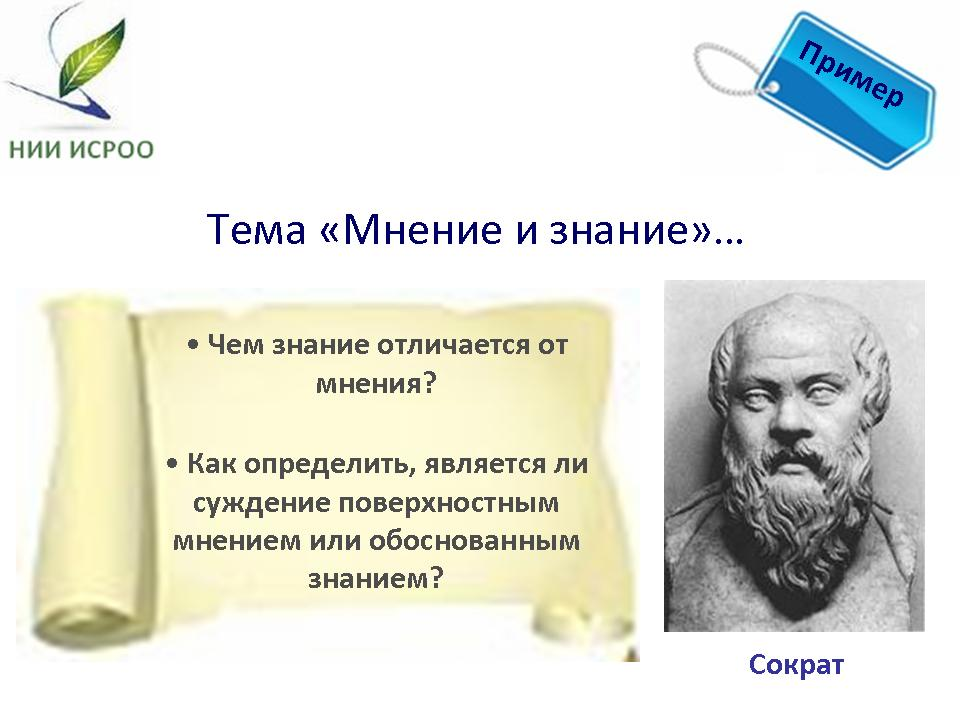 НИИ ИСРОО
Пример
Тема «Мнение и знание»...
• Чем знание отличается от
мнения?
• Как определить, является ли
суждение поверхностным
мнением или обоснованным
знанием?
Сократ